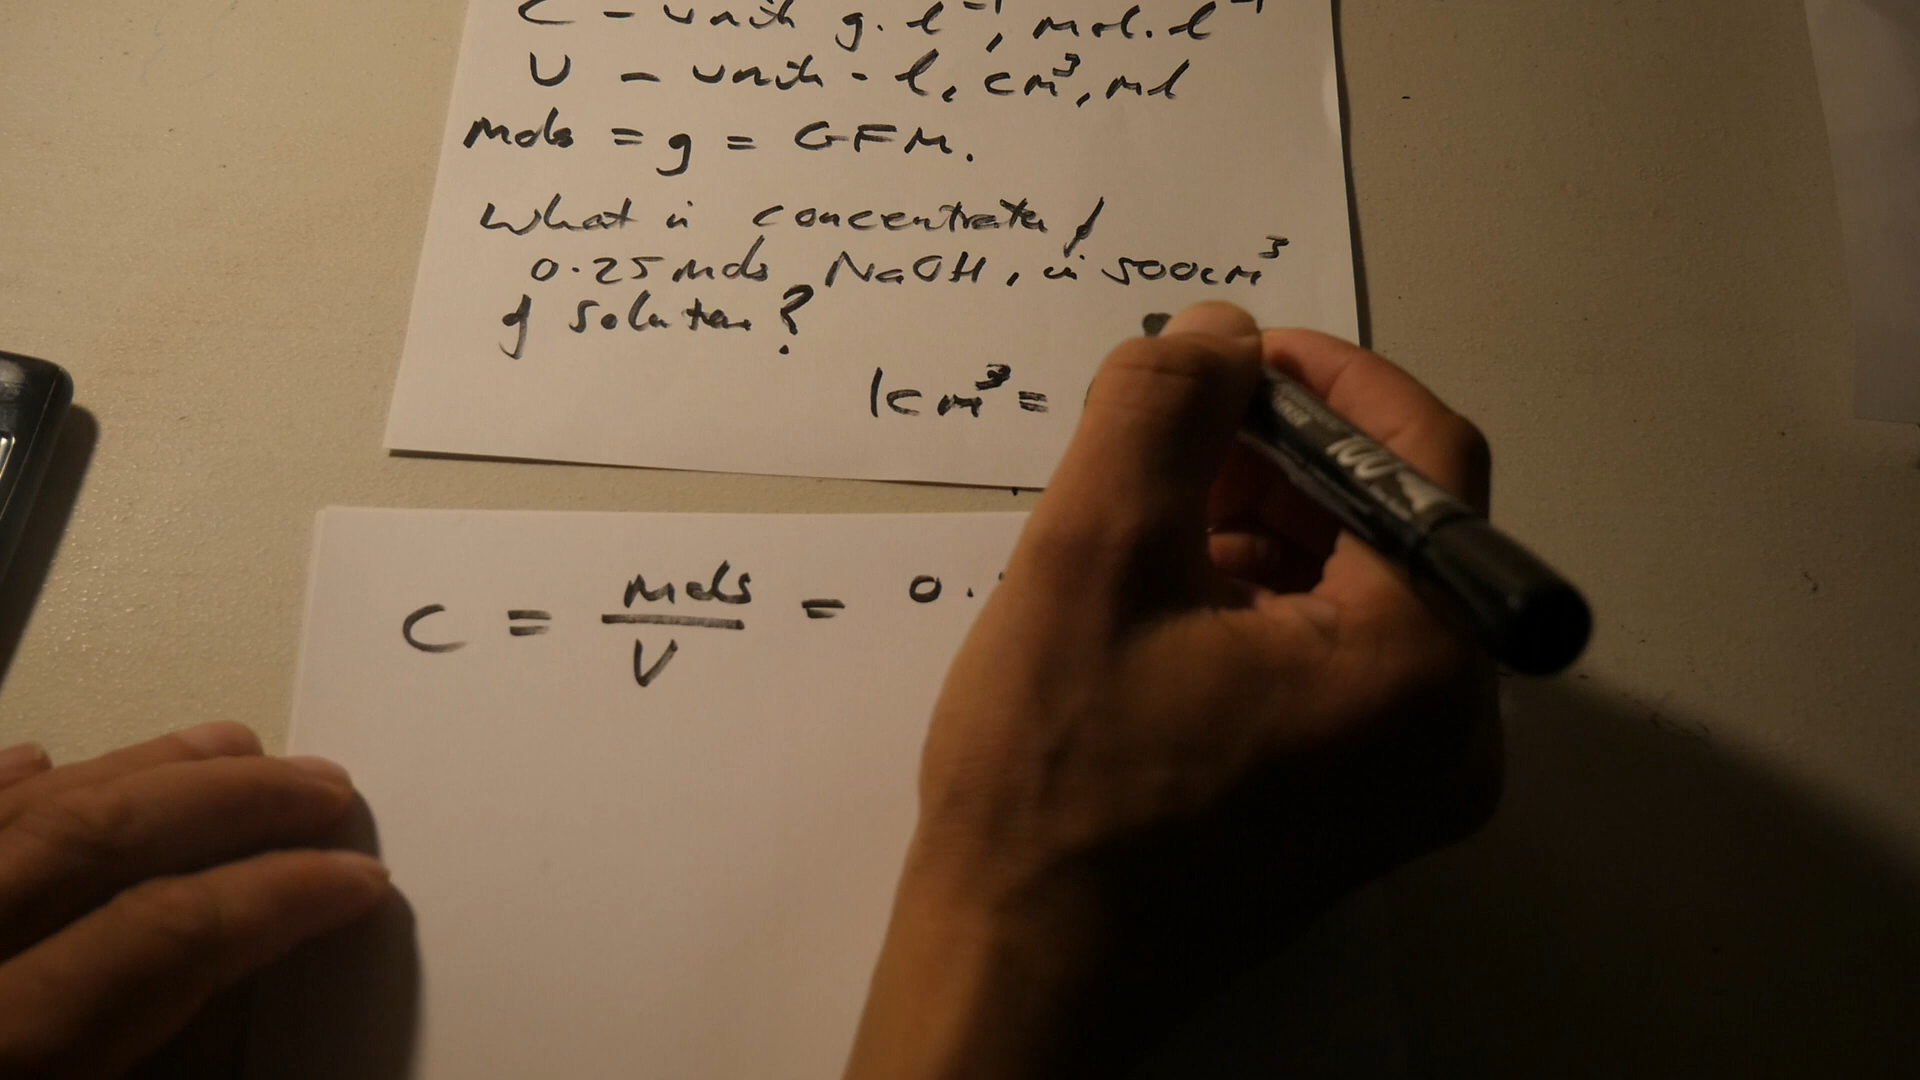 C - unit g.l⁻¹, mol.l⁻¹
V - unit - l, cm³, ml
mols = g = GFM.
What is concentration of
0.25 mols NaOH, in 500cm³
of solution?
1cm³ =
C = mols/V = 0.
100